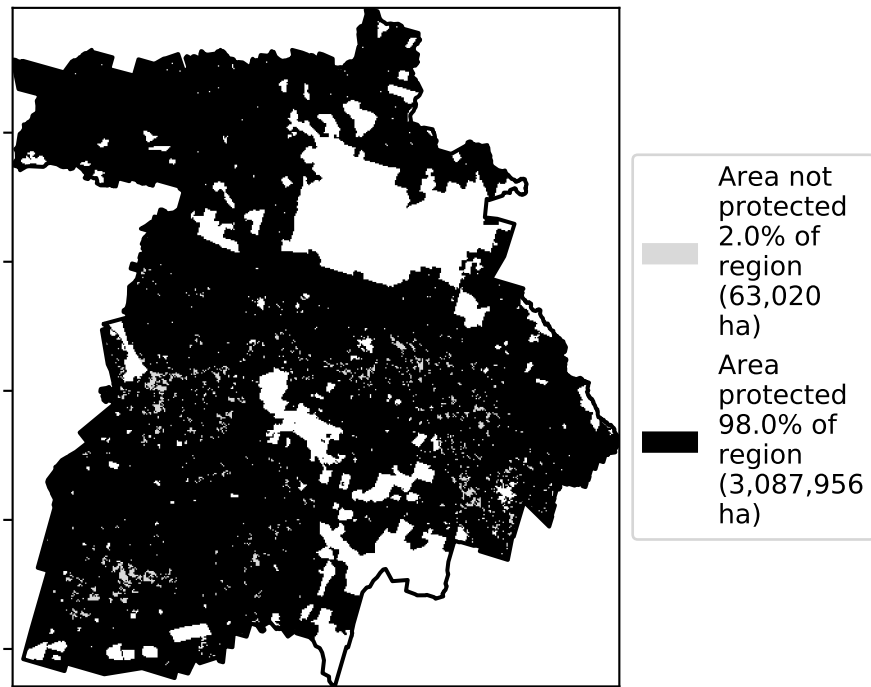 Area not
protected
2.0% of
region
(63,020
ha)
Area
protected
98.0% of
region
(3,087,956
ha)